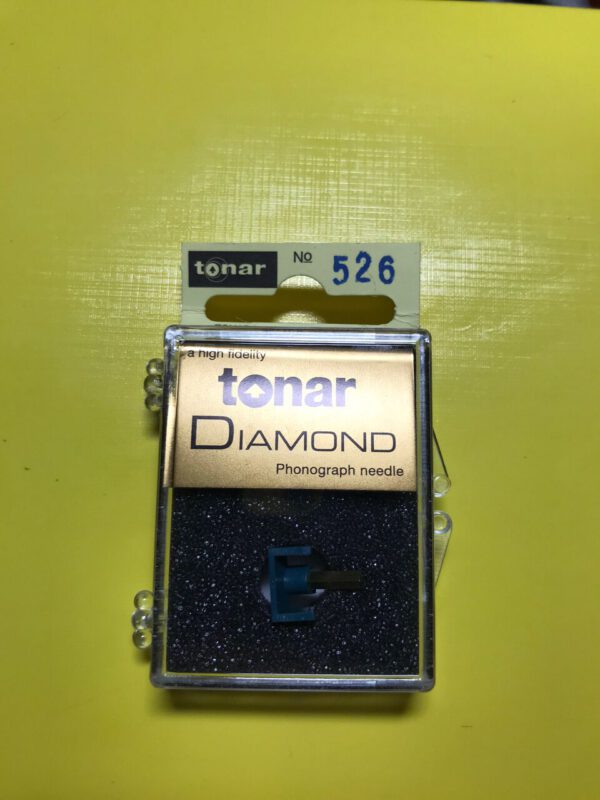 tonar No 526
a high fidelity
tonar
DIAMOND
Phonograph needle